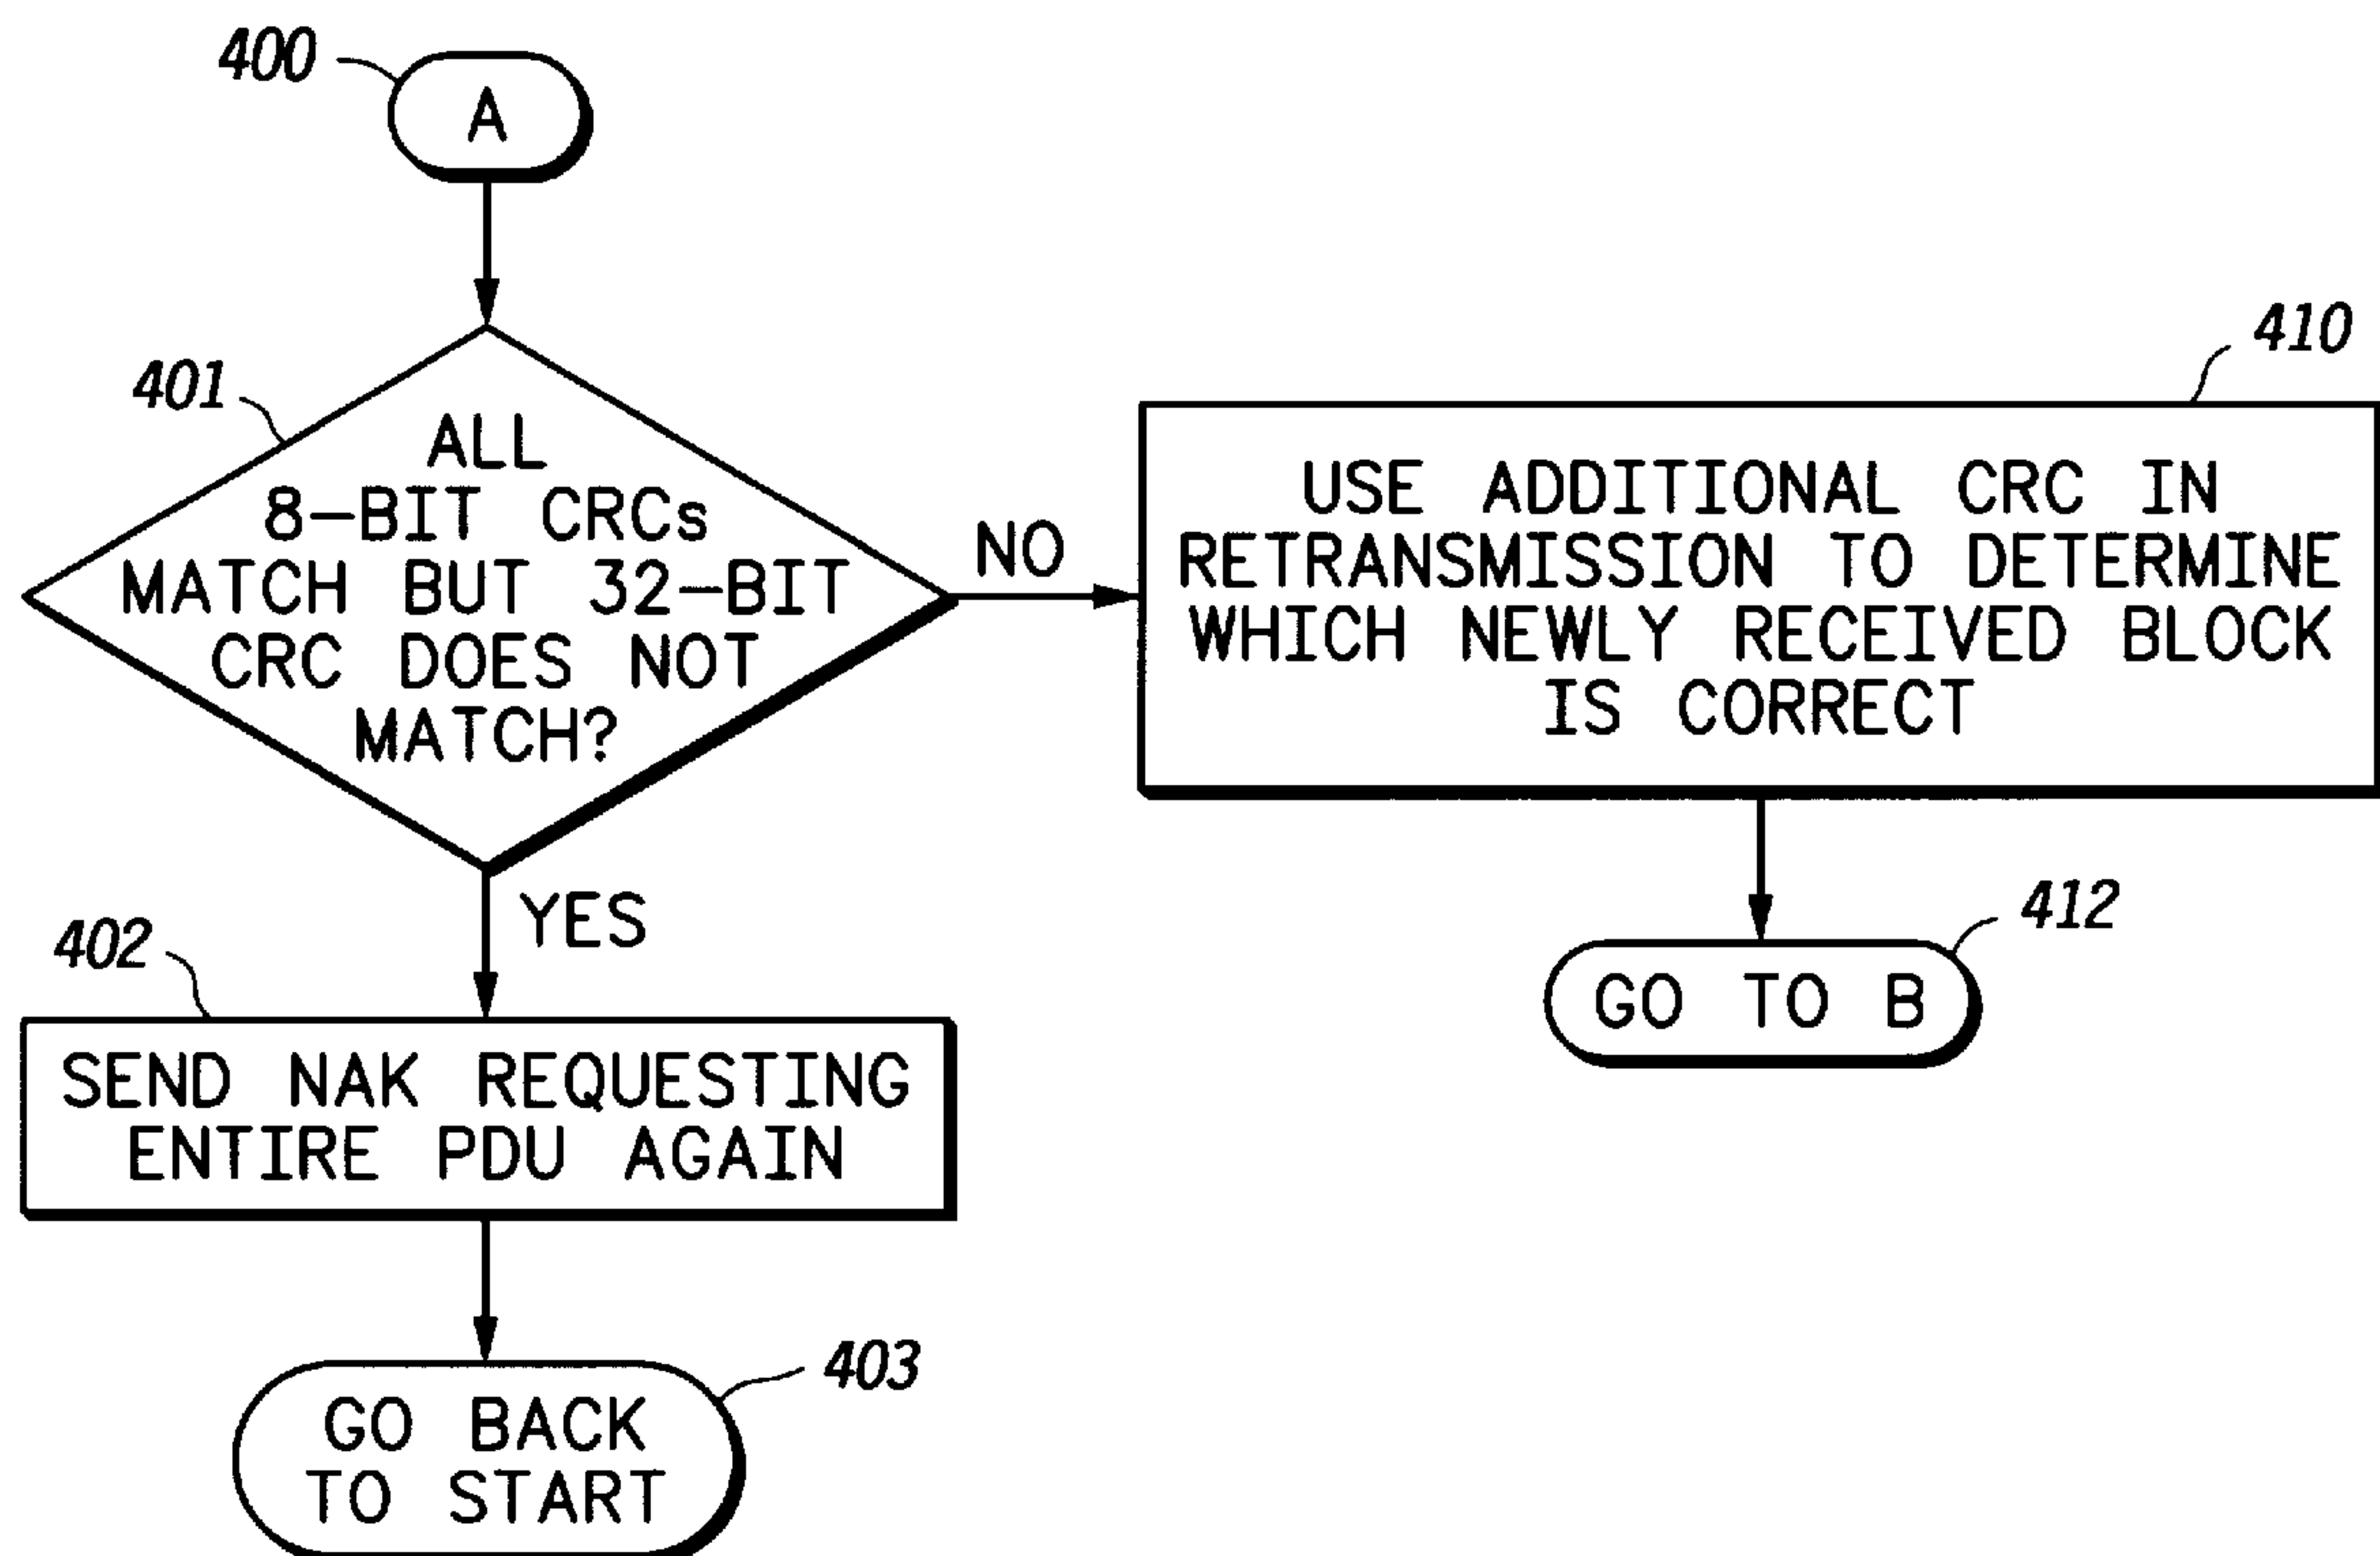 400
A
401
ALL
8-BIT CRCs
MATCH BUT 32-BIT
CRC DOES NOT
MATCH?
NO
410
USE ADDITIONAL CRC IN
RETRANSMISSION TO DETERMINE
WHICH NEWLY RECEIVED BLOCK
IS CORRECT
YES
412
GO TO B
402
SEND NAK REQUESTING
ENTIRE PDU AGAIN
403
GO BACK
TO START